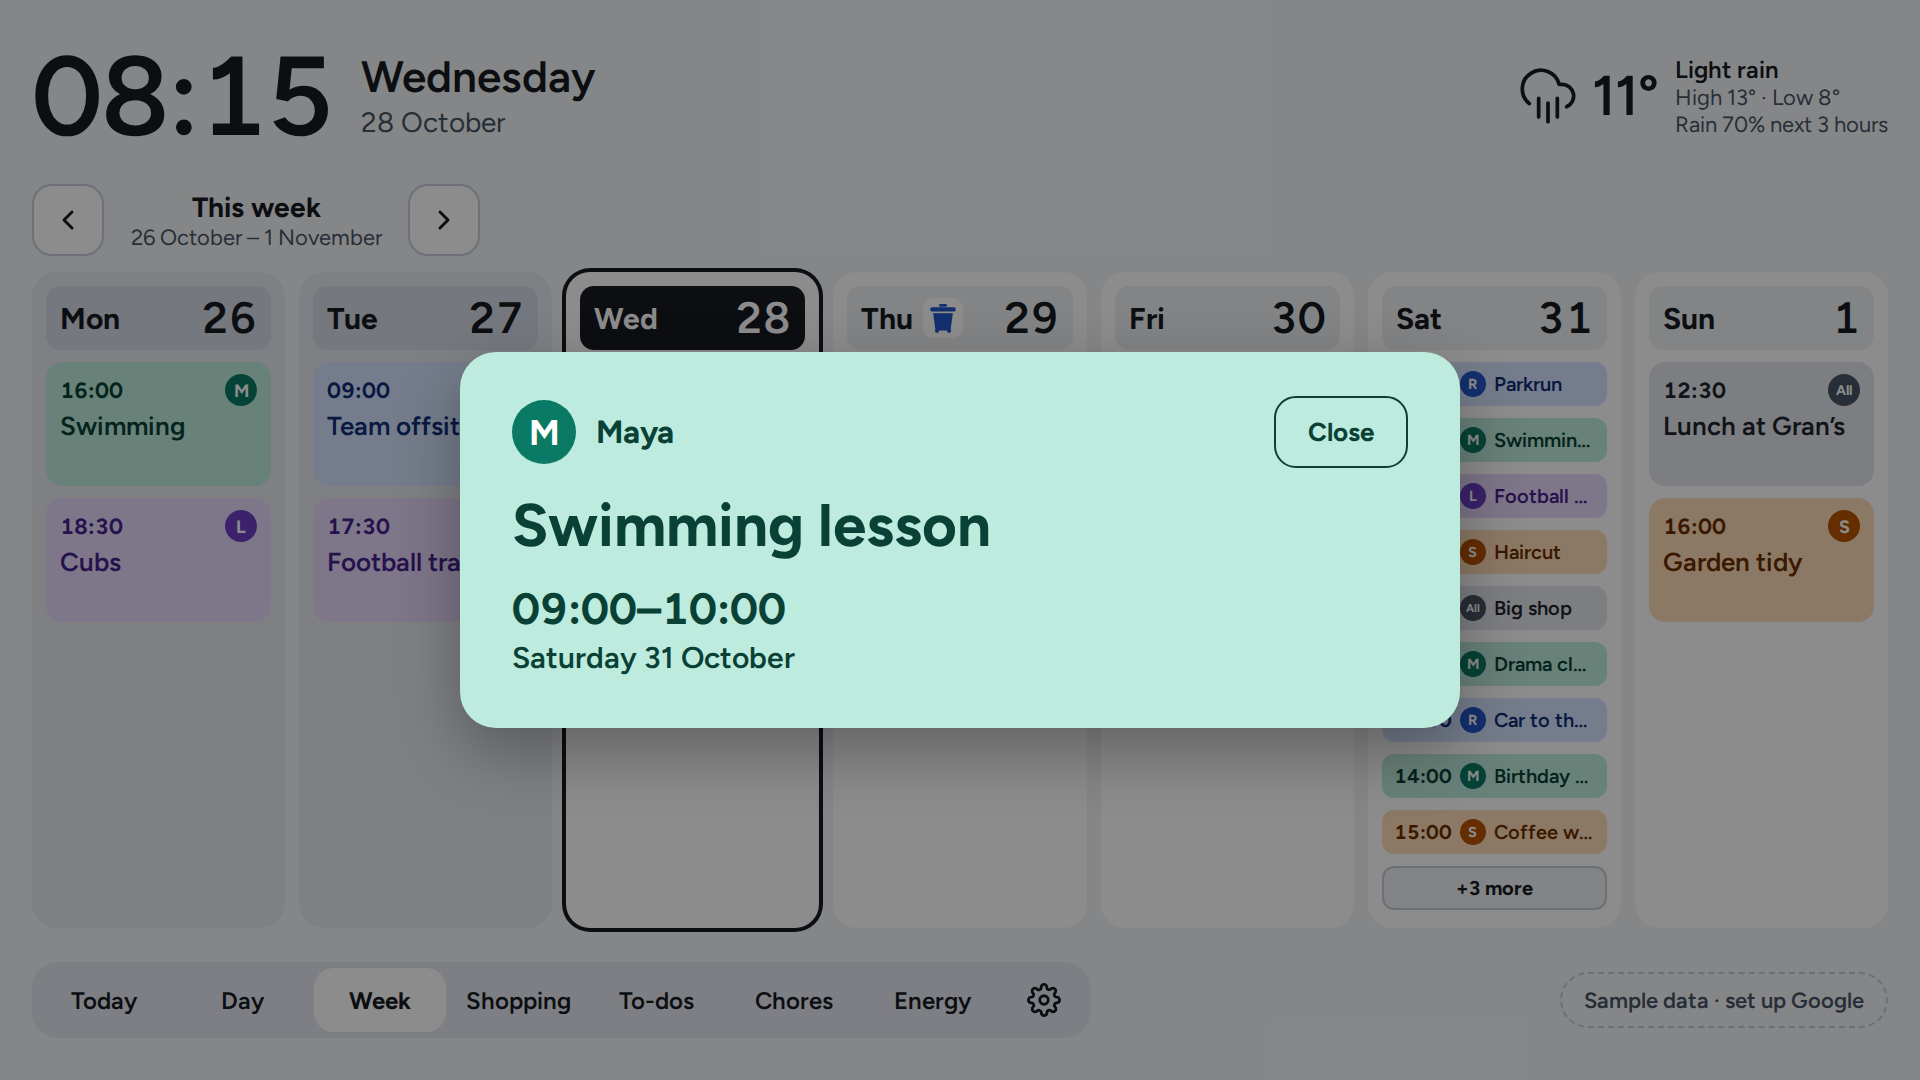 08:15
Wednesday
28 October
11°
Light rain
High 13° · Low 8°
Rain 70% next 3 hours
This week
26 October – 1 November
Mon 26
16:00 M
Swimming
18:30 L
Cubs
Tue 27
09:00
Team offsit
17:30
Football tra
Wed 28
Thu 29
Fri 30
Sat 31
R Parkrun
M Swimmin...
L Football ...
S Haircut
All Big shop
M Drama cl...
R Car to th...
14:00 M Birthday ...
15:00 S Coffee w...
+3 more
Sun 1
12:30 All
Lunch at Gran’s
16:00 S
Garden tidy
M Maya
Close
Swimming lesson
09:00–10:00
Saturday 31 October
Today
Day
Week
Shopping
To-dos
Chores
Energy
Sample data · set up Google